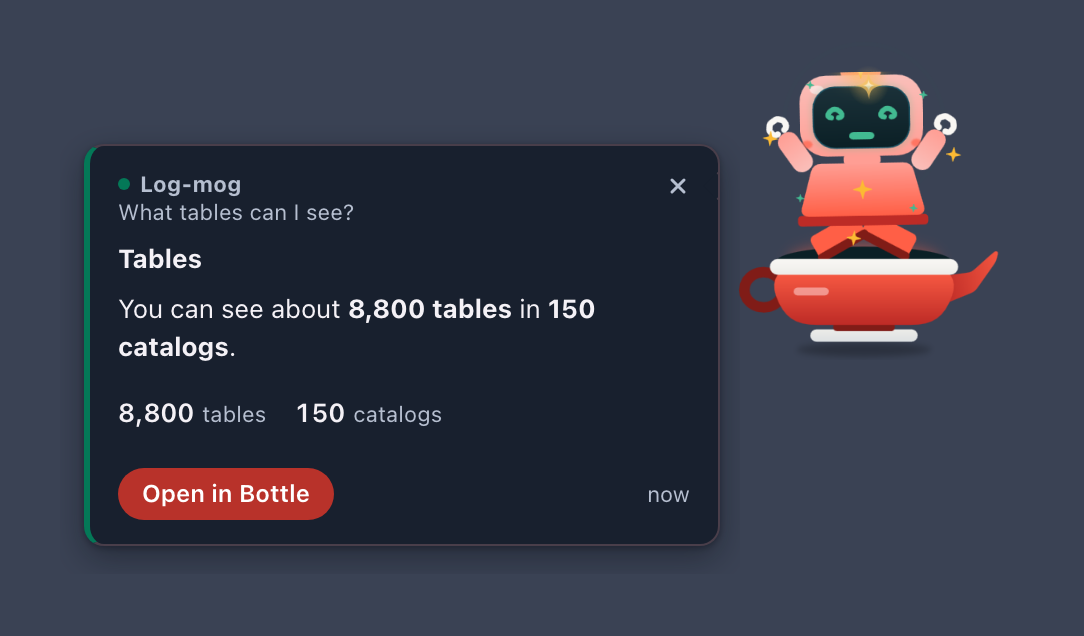 Log-mog
What tables can I see?
Tables
You can see about 8,800 tables in 150
catalogs.
8,800 tables 150 catalogs
Open in Bottle
now